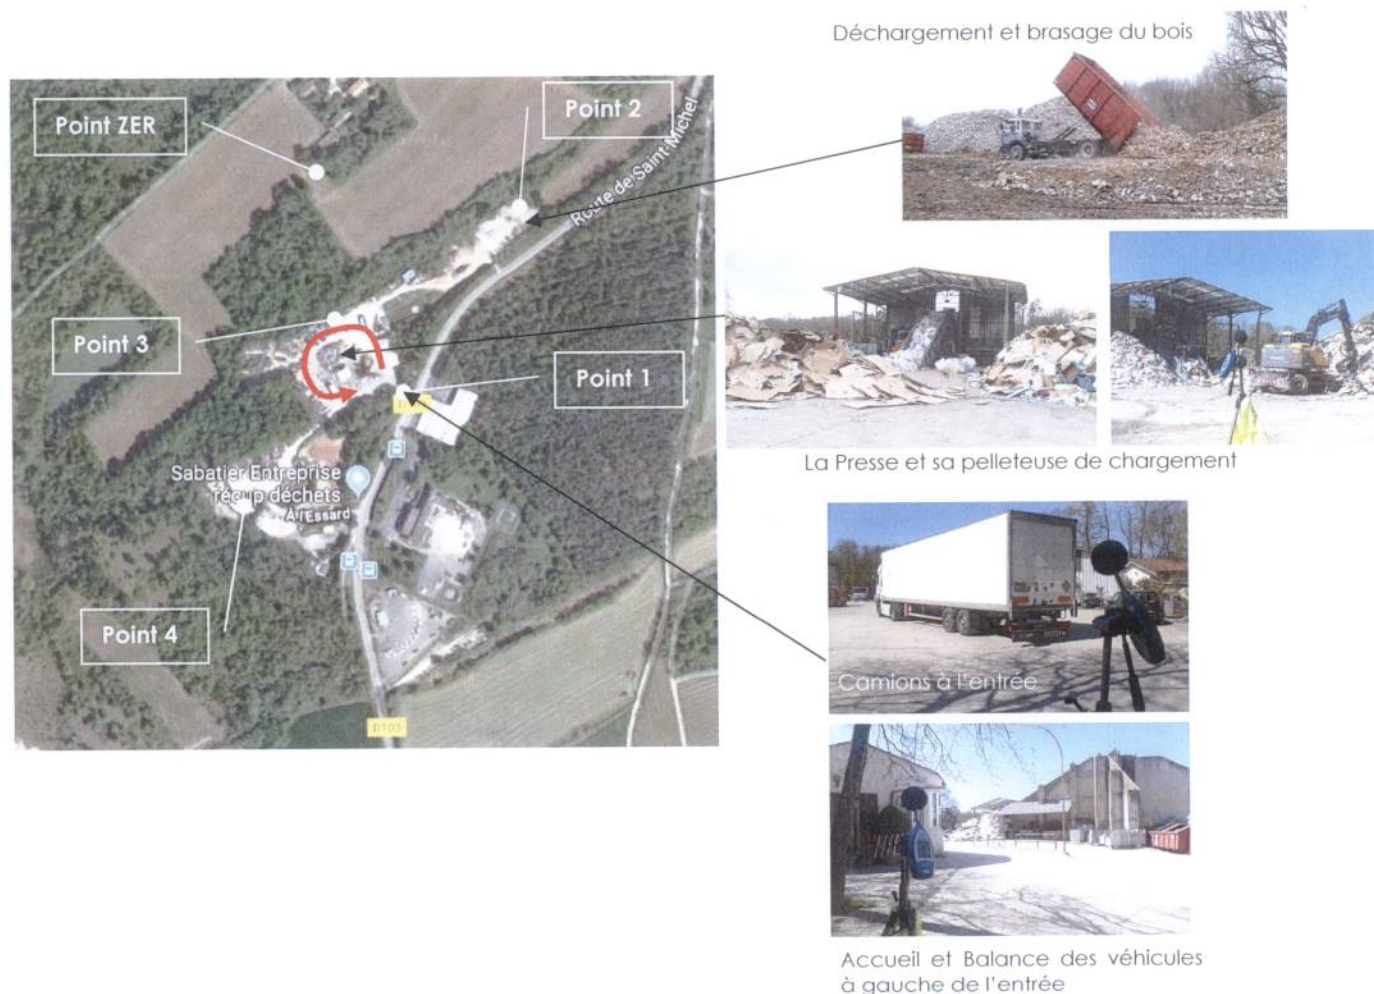 Déchargement et brasage du bois
Point ZER
Point 2
Route de Saint-Michel
Point 3
Point 1
Sabatier Entreprise
récup déchets
À l'Essard
La Presse et sa pelleteuse de chargement
Point 4
Camions à l'entrée
D103
Accueil et Balance des véhicules
à gauche de l'entrée